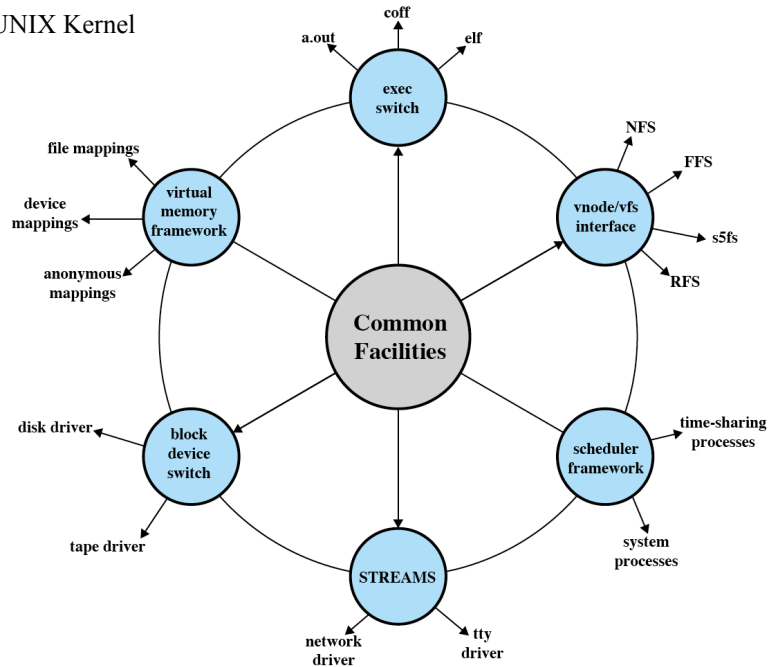 UNIX Kernel
coff
a.out
elf
exec
switch
file mappings
device
mappings
anonymous
mappings
virtual
memory
framework
NFS
FFS
s5fs
RFS
vnode/vfs
interface
Common
Facilities
disk driver
tape driver
block
device
switch
scheduler
framework
time-sharing
processes
system
processes
STREAMS
network
driver
tty
driver